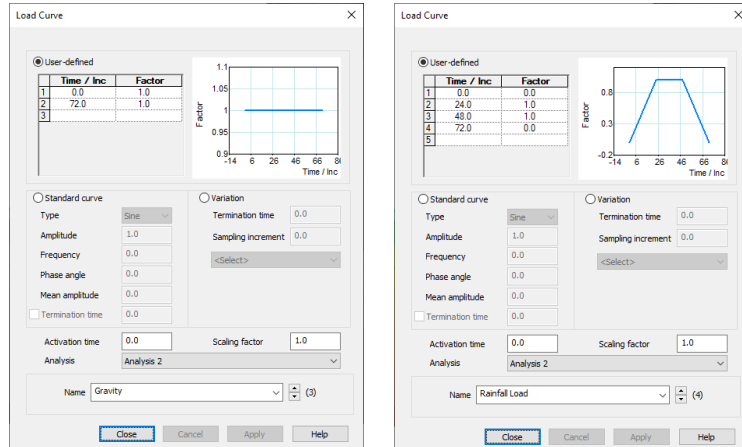 Load Curve
User-defined
Time / Inc Factor
1 0.0 1.0
2 72.0 1.0
3
1.1
1.05
1
0.95
0.9
Factor
-14 6 26 46 66 8
Time / Inc
Standard curve
Type Sine
Amplitude 1.0
Frequency 0.0
Phase angle 0.0
Mean amplitude 0.0
Termination time 0.0
Variation
Termination time 0.0
Sampling increment 0.0
<Select>
Activation time 0.0 Scaling factor 1.0
Analysis Analysis 2
Name Gravity (3)
Close Cancel Apply Help
Load Curve
User-defined
Time / Inc Factor
1 0.0 0.0
2 24.0 1.0
3 48.0 1.0
4 72.0 0.0
5
0.8
0.3
-0.2
Factor
-14 6 26 46 66 8
Time / Inc
Standard curve
Type Sine
Amplitude 1.0
Frequency 0.0
Phase angle 0.0
Mean amplitude 0.0
Termination time 0.0
Variation
Termination time 0.0
Sampling increment 0.0
<Select>
Activation time 0.0 Scaling factor 1.0
Analysis Analysis 2
Name Rainfall Load (4)
Close Cancel Apply Help